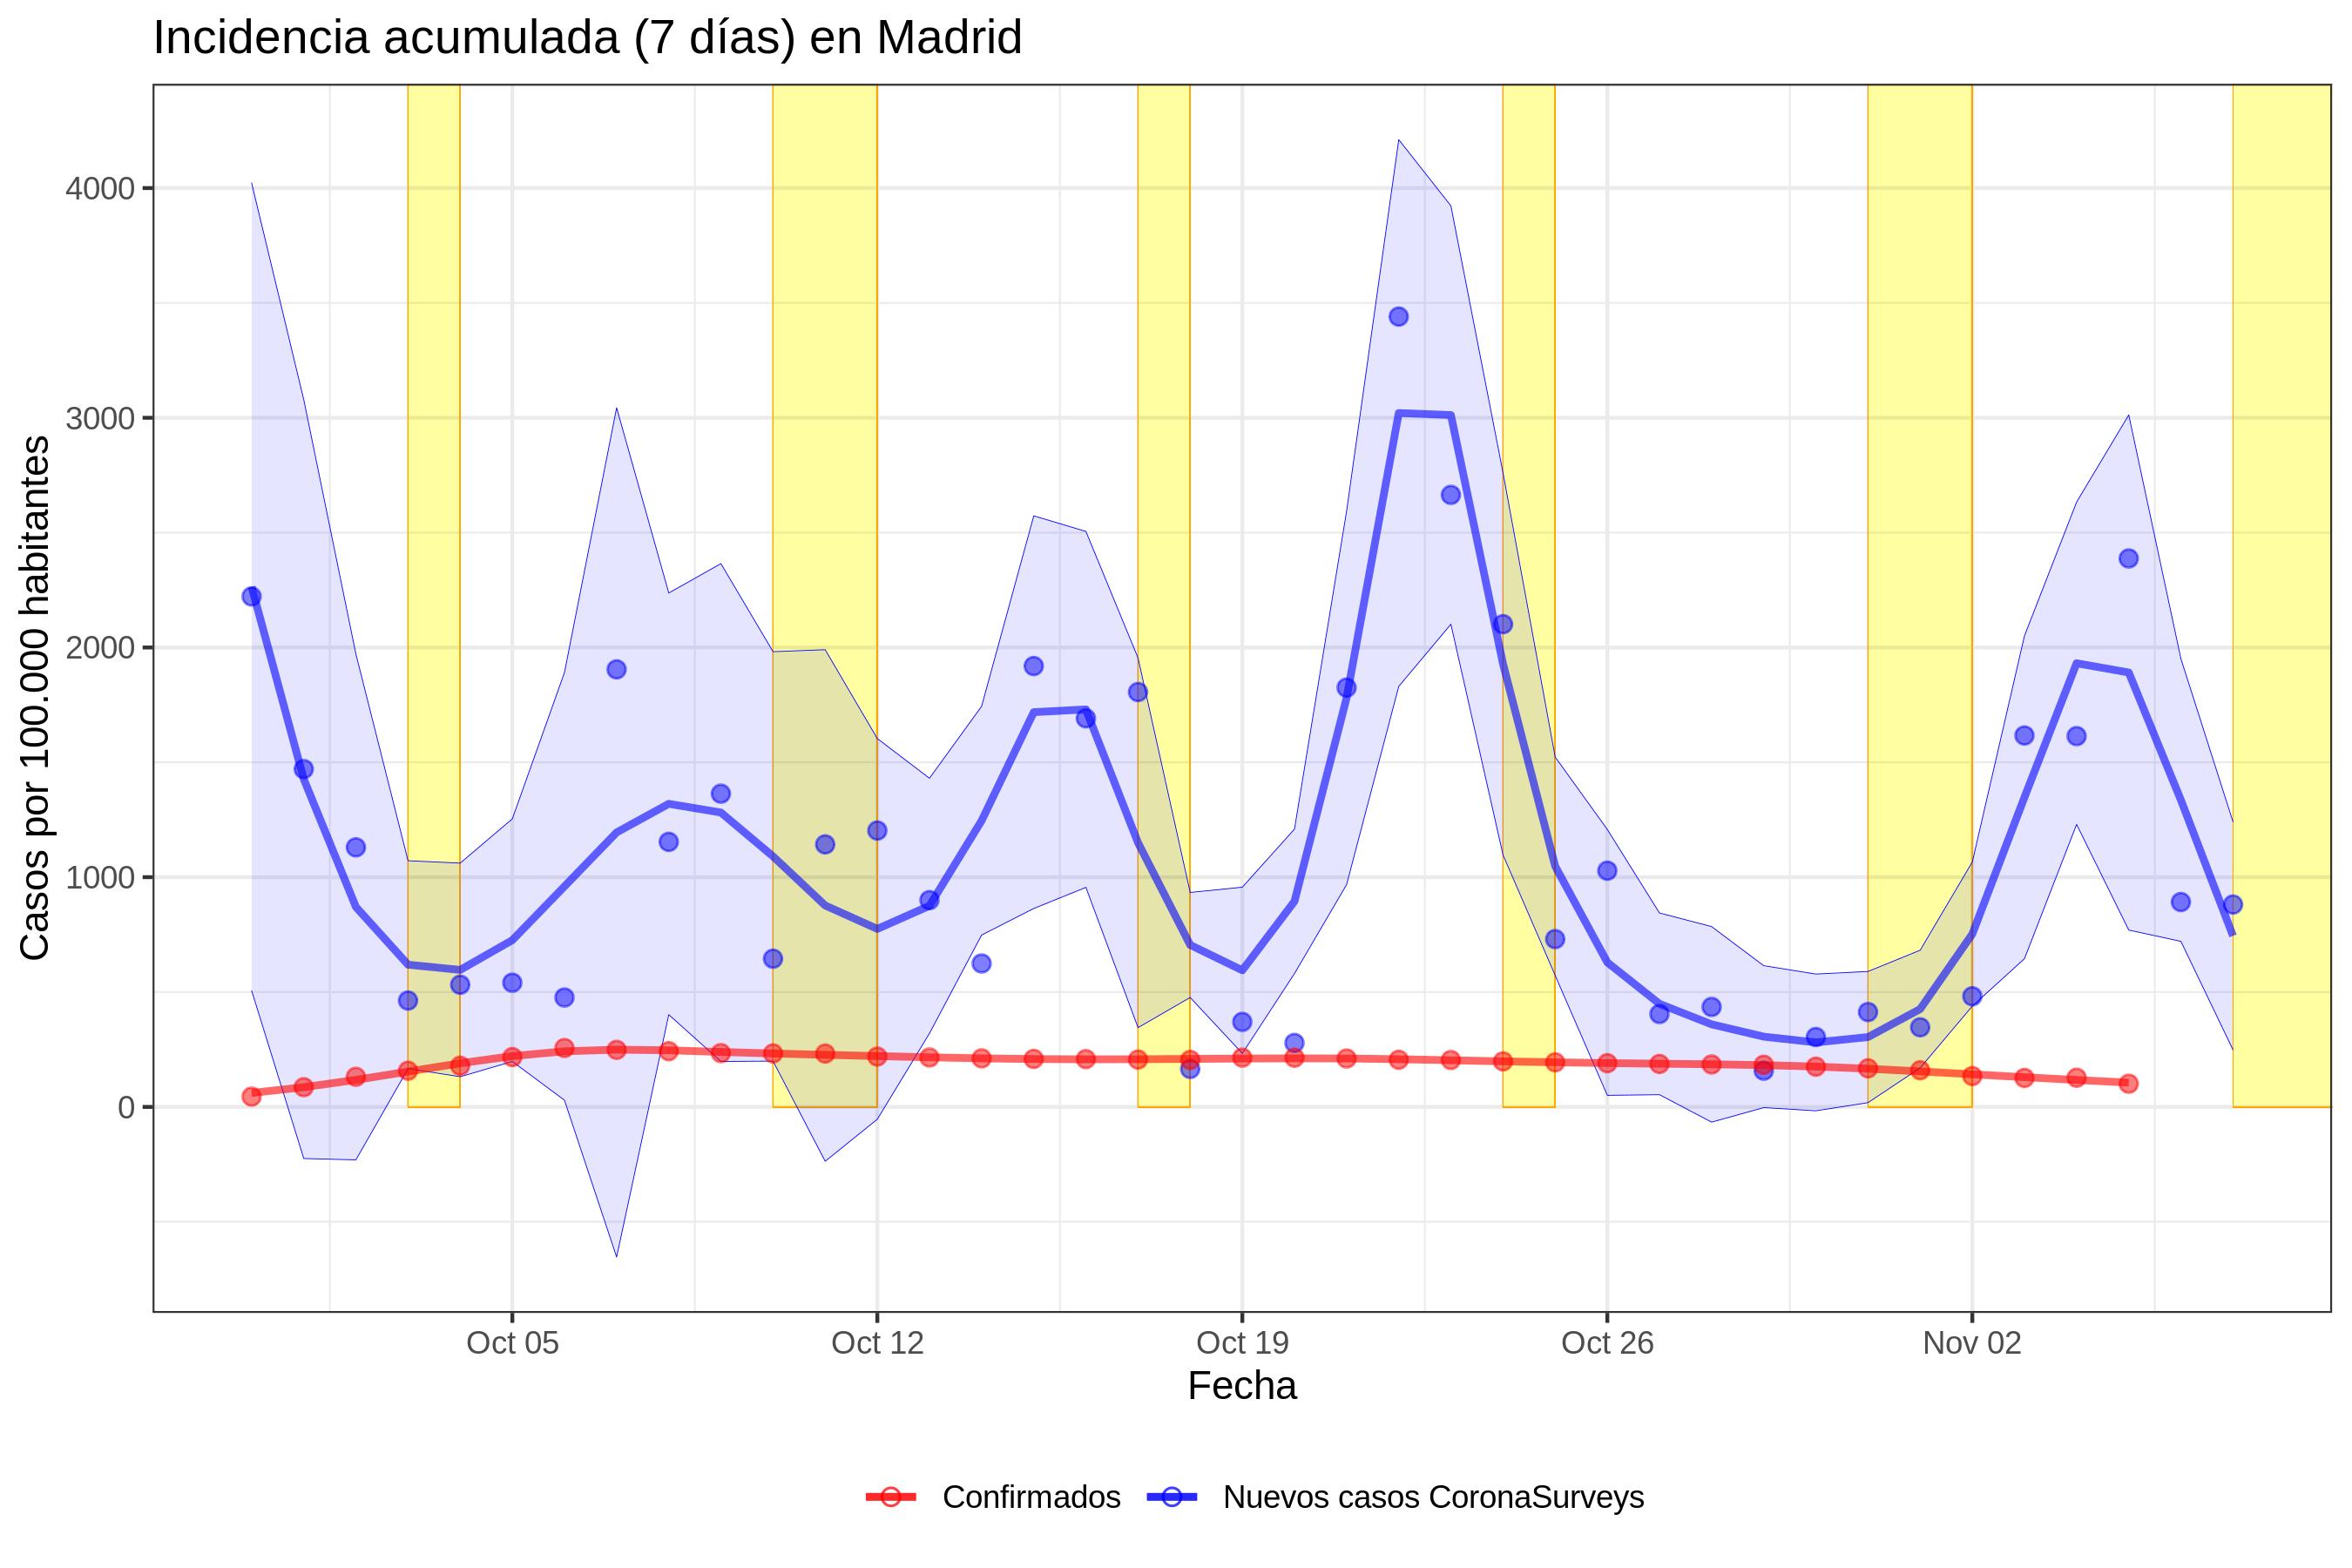 Incidencia acumulada (7 días) en Madrid
Casos por 100.000 habitantes
4000
3000
2000
1000
0
Oct 05 Oct 12 Oct 19 Oct 26 Nov 02
Fecha
Confirmados Nuevos casos CoronaSurveys